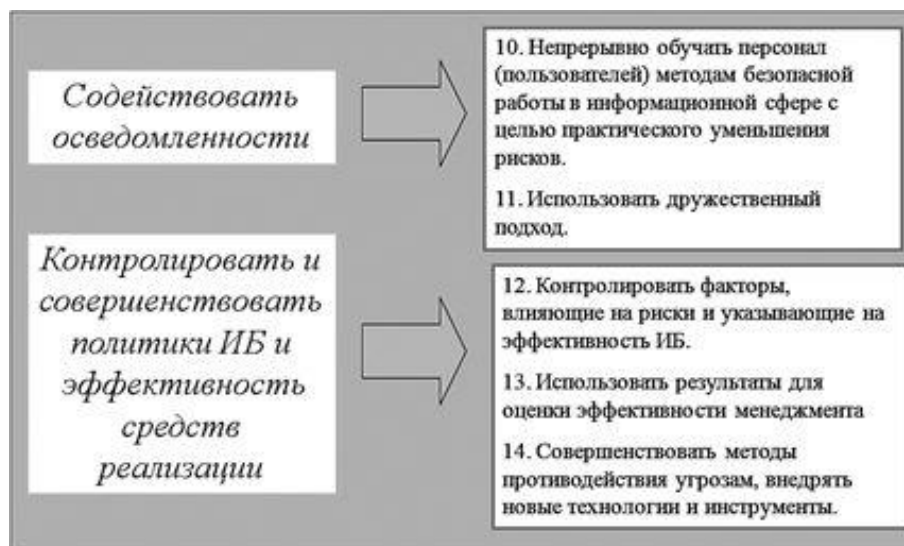 Содействовать
осведомленности
10. Непрерывно обучать персонал
(пользователей) методам безопасной
работы в информационной сфере с
целью практического уменьшения
рисков.
11. Использовать дружественный
подход.
Контролировать и
совершенствовать
политики ИБ и
эффективность
средств
реализации
12. Контролировать факторы,
влияющие на риски и указывающие на
эффективность ИБ.
13. Использовать результаты для
оценки эффективности менеджмента
14. Совершенствовать методы
противодействия угрозам, внедрять
новые технологии и инструменты.